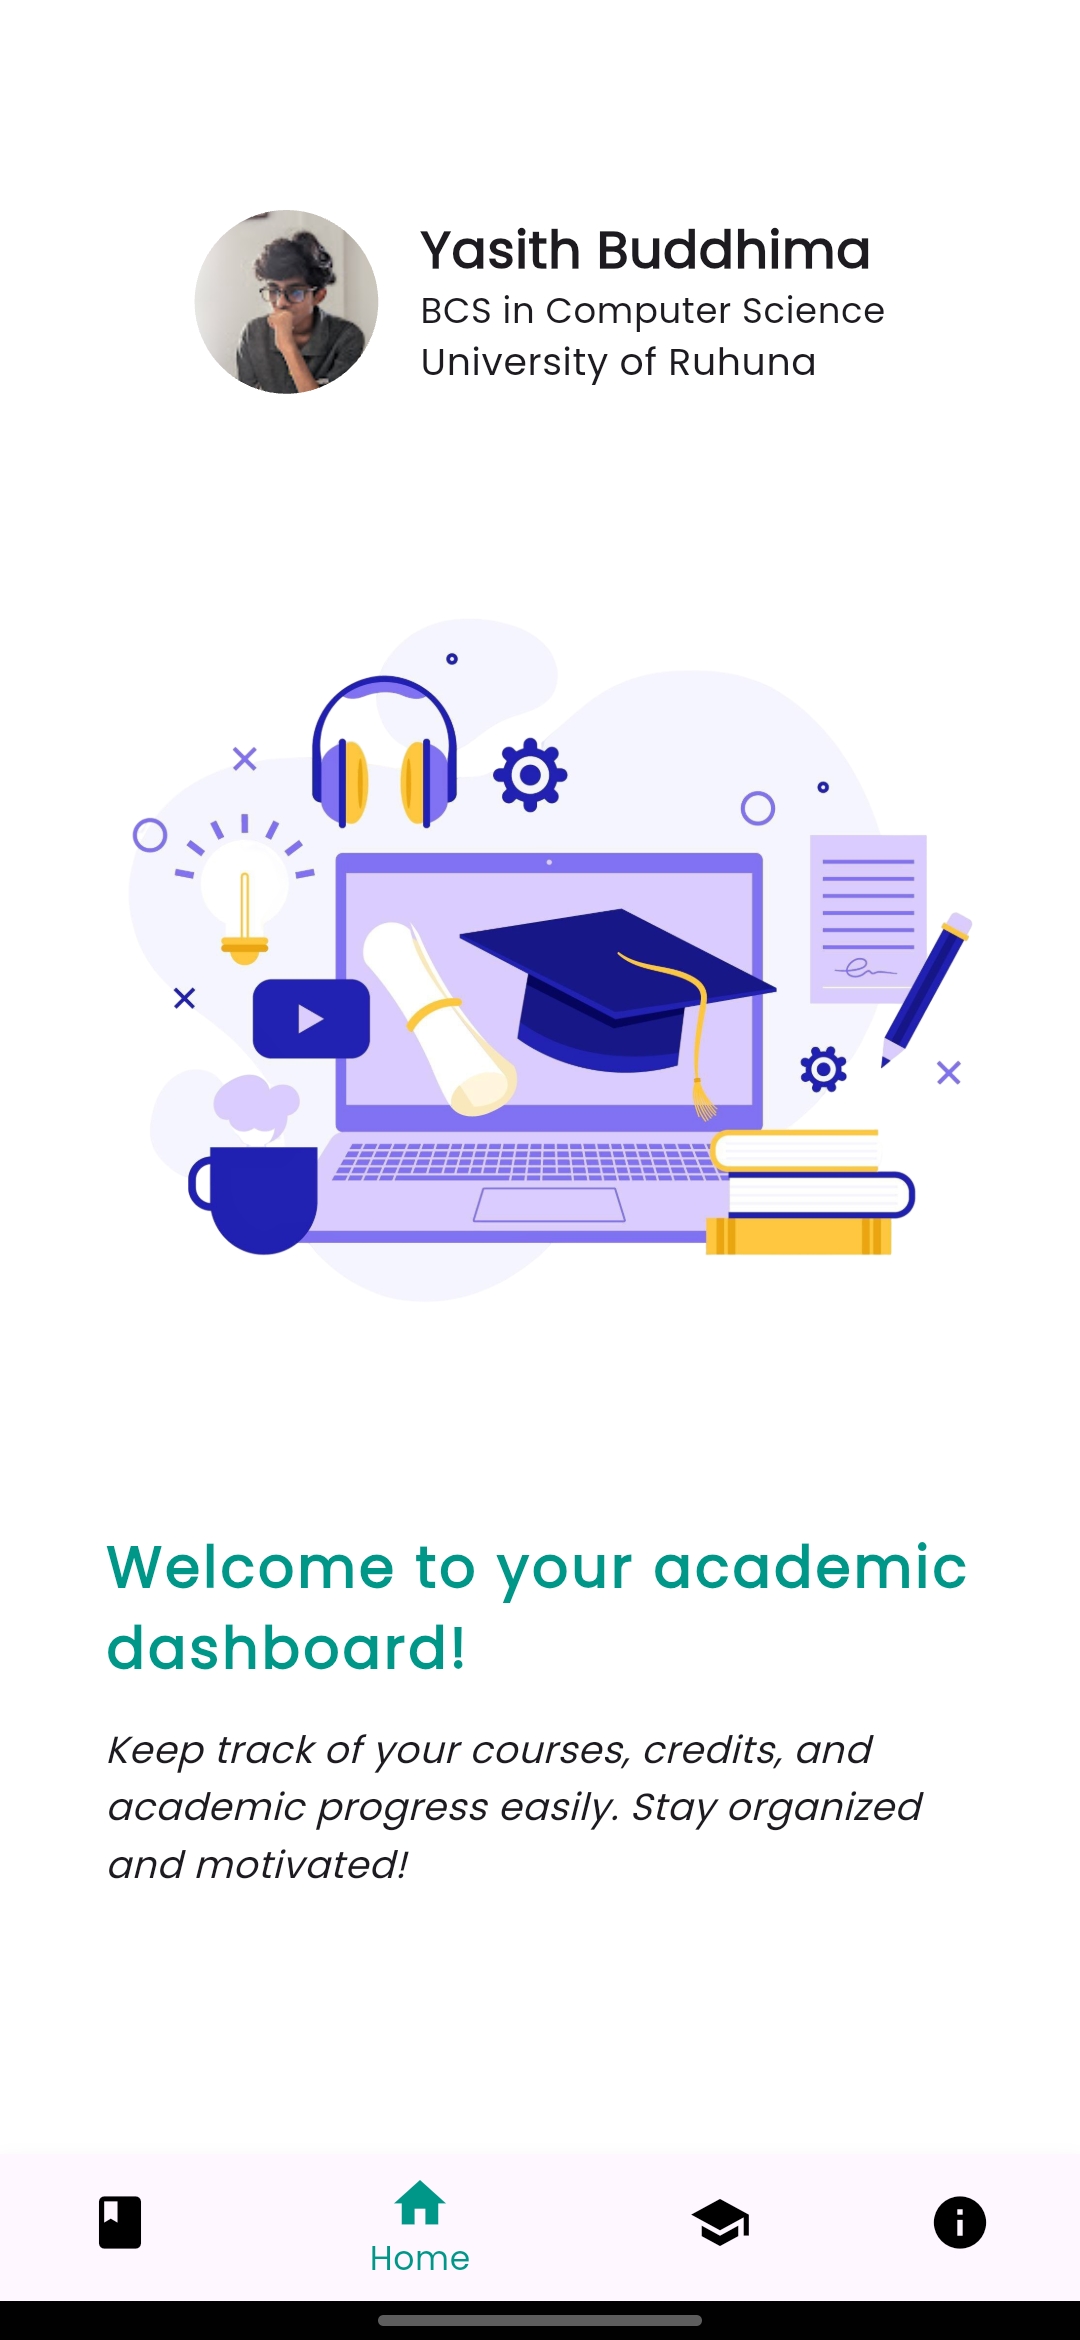 Yasith Buddhima
BCS in Computer Science
University of Ruhuna
Welcome to your academic
dashboard!
Keep track of your courses, credits, and
academic progress easily. Stay organized
and motivated!
Home